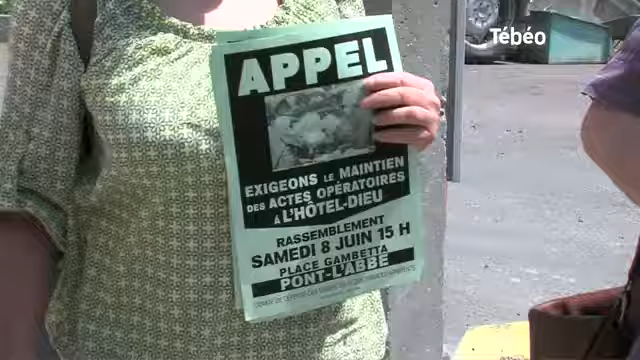 Tébéo
APPEL
EXIGEONS LE MAINTIEN
DES ACTES OPÉRATOIRES
À L'HÔTEL-DIEU
RASSEMBLEMENT
SAMEDI 8 JUIN 15 H
PLACE GAMBETTA
PONT-L'ABBÉ